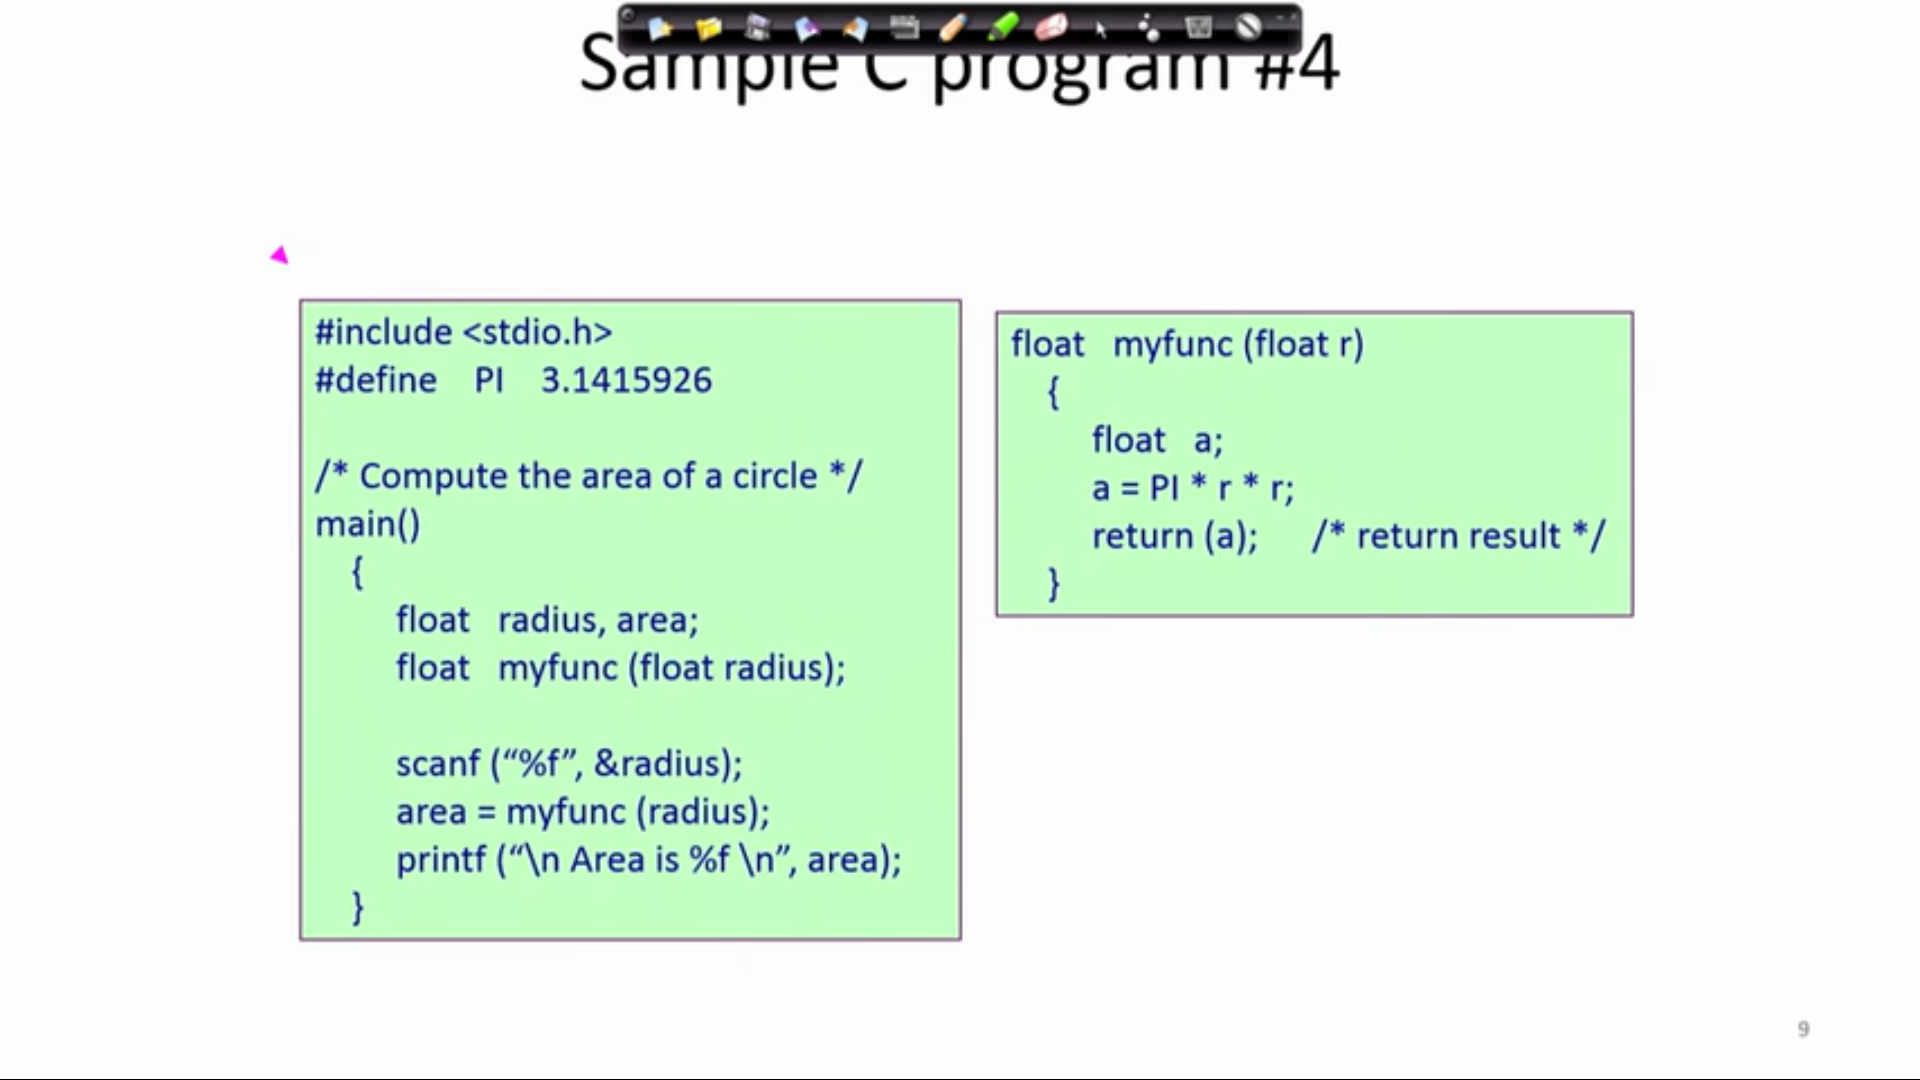 Sample C program #4
#include <stdio.h>
#define PI 3.1415926
/* Compute the area of a circle */
main()
{
float radius, area;
float myfunc (float radius);
scanf (“%f”, &radius);
area = myfunc (radius);
printf (“\n Area is %f \n”, area);
}
float myfunc (float r)
{
float a;
a = PI * r * r;
return (a); /* return result */
}
9